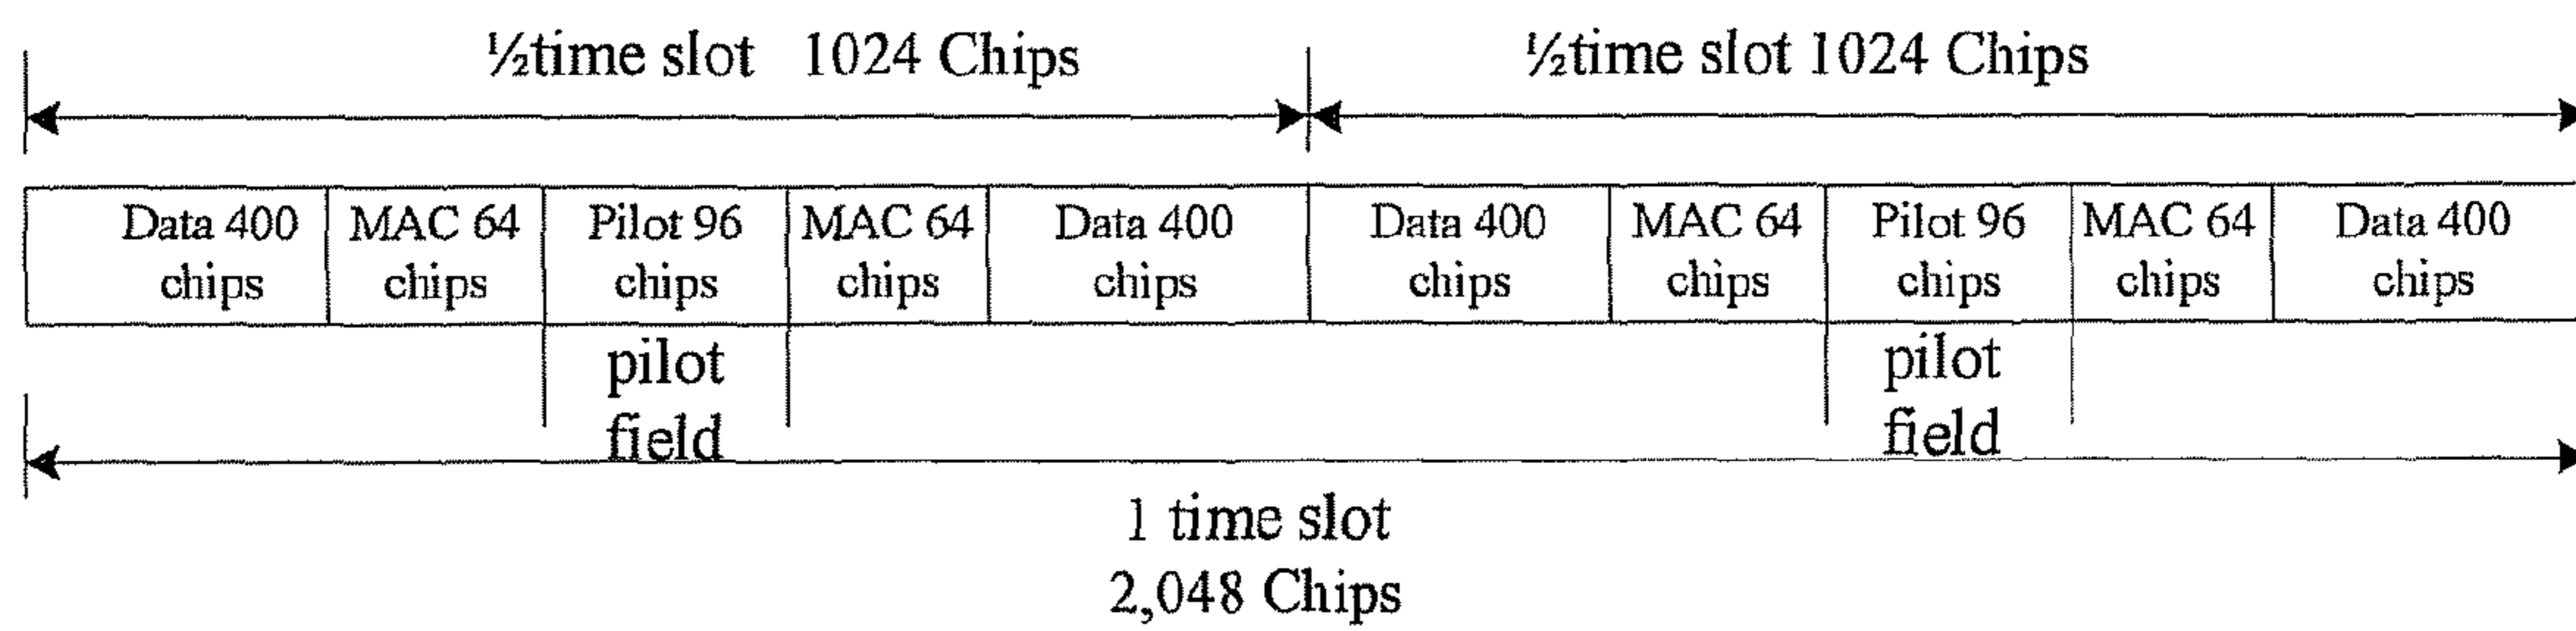 ½time slot 1024 Chips ½time slot 1024 Chips
Data 400 chips
MAC 64 chips
Pilot 96 chips
MAC 64 chips
Data 400 chips
Data 400 chips
MAC 64 chips
Pilot 96 chips
MAC 64 chips
Data 400 chips
pilot field
pilot field
1 time slot
2,048 Chips